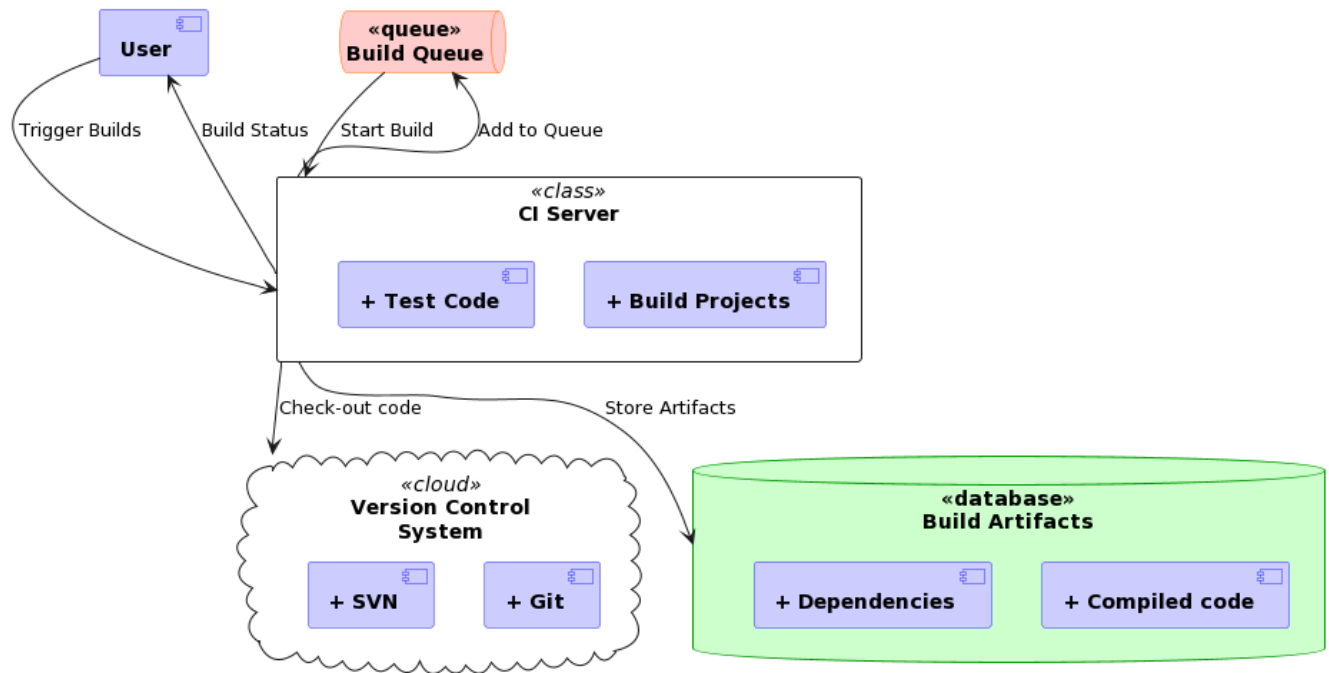 User
«queue»
Build Queue
Trigger Builds
Build Status
Start Build
Add to Queue
«class»
CI Server
+ Test Code
+ Build Projects
Check-out code
Store Artifacts
«cloud»
Version Control
System
+ SVN
+ Git
«database»
Build Artifacts
+ Dependencies
+ Compiled code